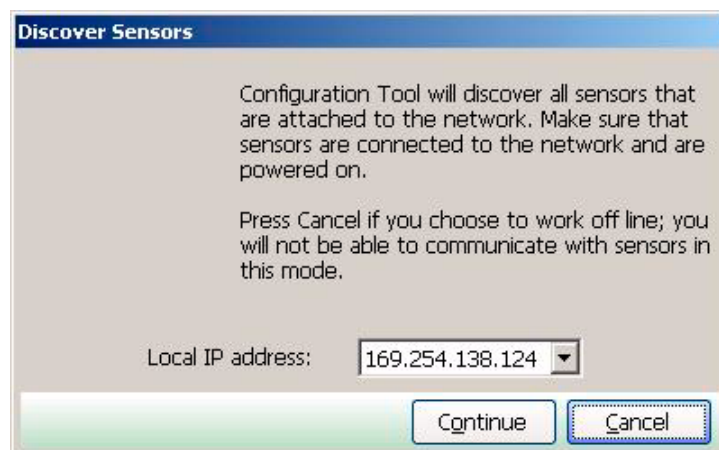 Discover Sensors
Configuration Tool will discover all sensors that
are attached to the network. Make sure that
sensors are connected to the network and are
powered on.
Press Cancel if you choose to work off line; you
will not be able to communicate with sensors in
this mode.
Local IP address: 169.254.138.124
Continue Cancel